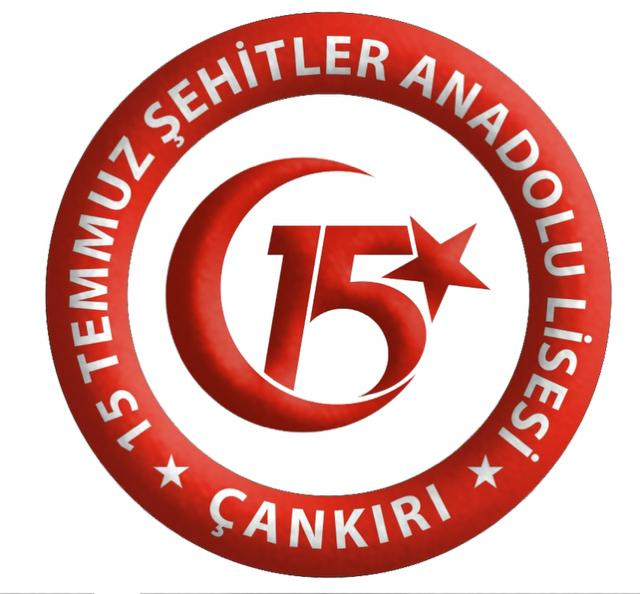 15 TEMMUZ ŞEHİTLER ANADOLU LİSESİ
15
ÇANKIRI